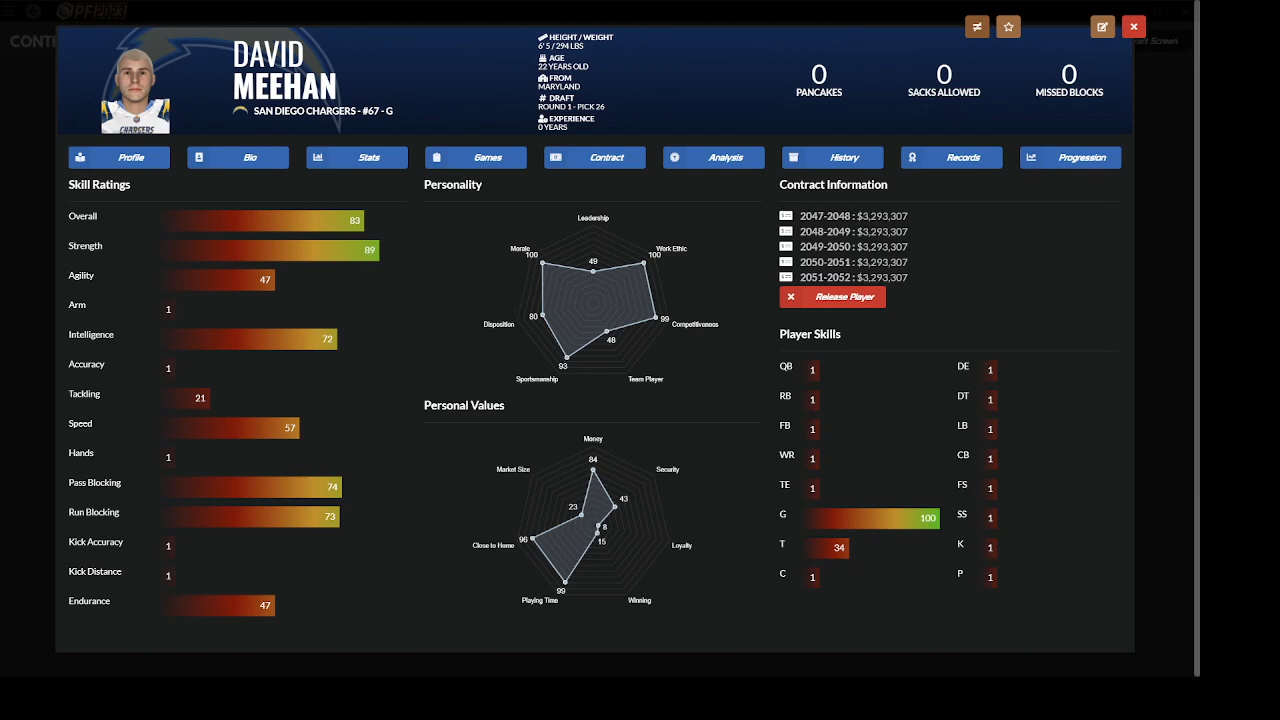 PF2023
DAVID
MEEHAN
SAN DIEGO CHARGERS - #67 - G
CHARGERS
HEIGHT / WEIGHT
6' 5 / 294 LBS
AGE
22 YEARS OLD
FROM
MARYLAND
DRAFT
ROUND 1 - PICK 26
EXPERIENCE
0 YEARS
0
PANCAKES
0
SACKS ALLOWED
0
MISSED BLOCKS
Profile
Bio
Stats
Games
Contract
Analysis
History
Records
Progression
Skill Ratings
Overall 83
Strength 89
Agility 47
Arm 1
Intelligence 72
Accuracy 1
Tackling 21
Speed 57
Hands 1
Pass Blocking 74
Run Blocking 73
Kick Accuracy 1
Kick Distance 1
Endurance 47
Personality
Leadership
49
Work Ethic
100
Competitiveness
99
Team Player
48
Sportsmanship
93
Disposition
80
Morale
100
Personal Values
Money
84
Security
43
Loyalty
8
Winning
15
Playing Time
99
Close to Home
96
Market Size
23
Contract Information
2047-2048 : $3,293,307
2048-2049 : $3,293,307
2049-2050 : $3,293,307
2050-2051 : $3,293,307
2051-2052 : $3,293,307
Release Player
Player Skills
QB 1
RB 1
FB 1
WR 1
TE 1
G 100
T 34
C 1
DE 1
DT 1
LB 1
CB 1
FS 1
SS 1
K 1
P 1